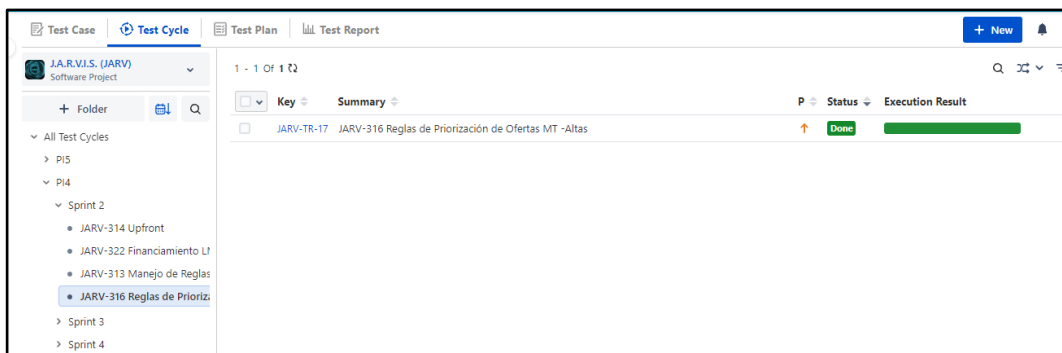 Test Case Test Cycle Test Plan Test Report + New
J.A.R.V.I.S. (JARV)
Software Project
1 - 1 Of 1
+ Folder
Key Summary P Status Execution Result
JARV-TR-17 JARV-316 Reglas de Priorización de Ofertas MT -Altas Done
All Test Cycles
PI5
PI4
Sprint 2
JARV-314 Upfront
JARV-322 Financiamiento
JARV-313 Manejo de Reglas
JARV-316 Reglas de
Sprint 3
Sprint 4